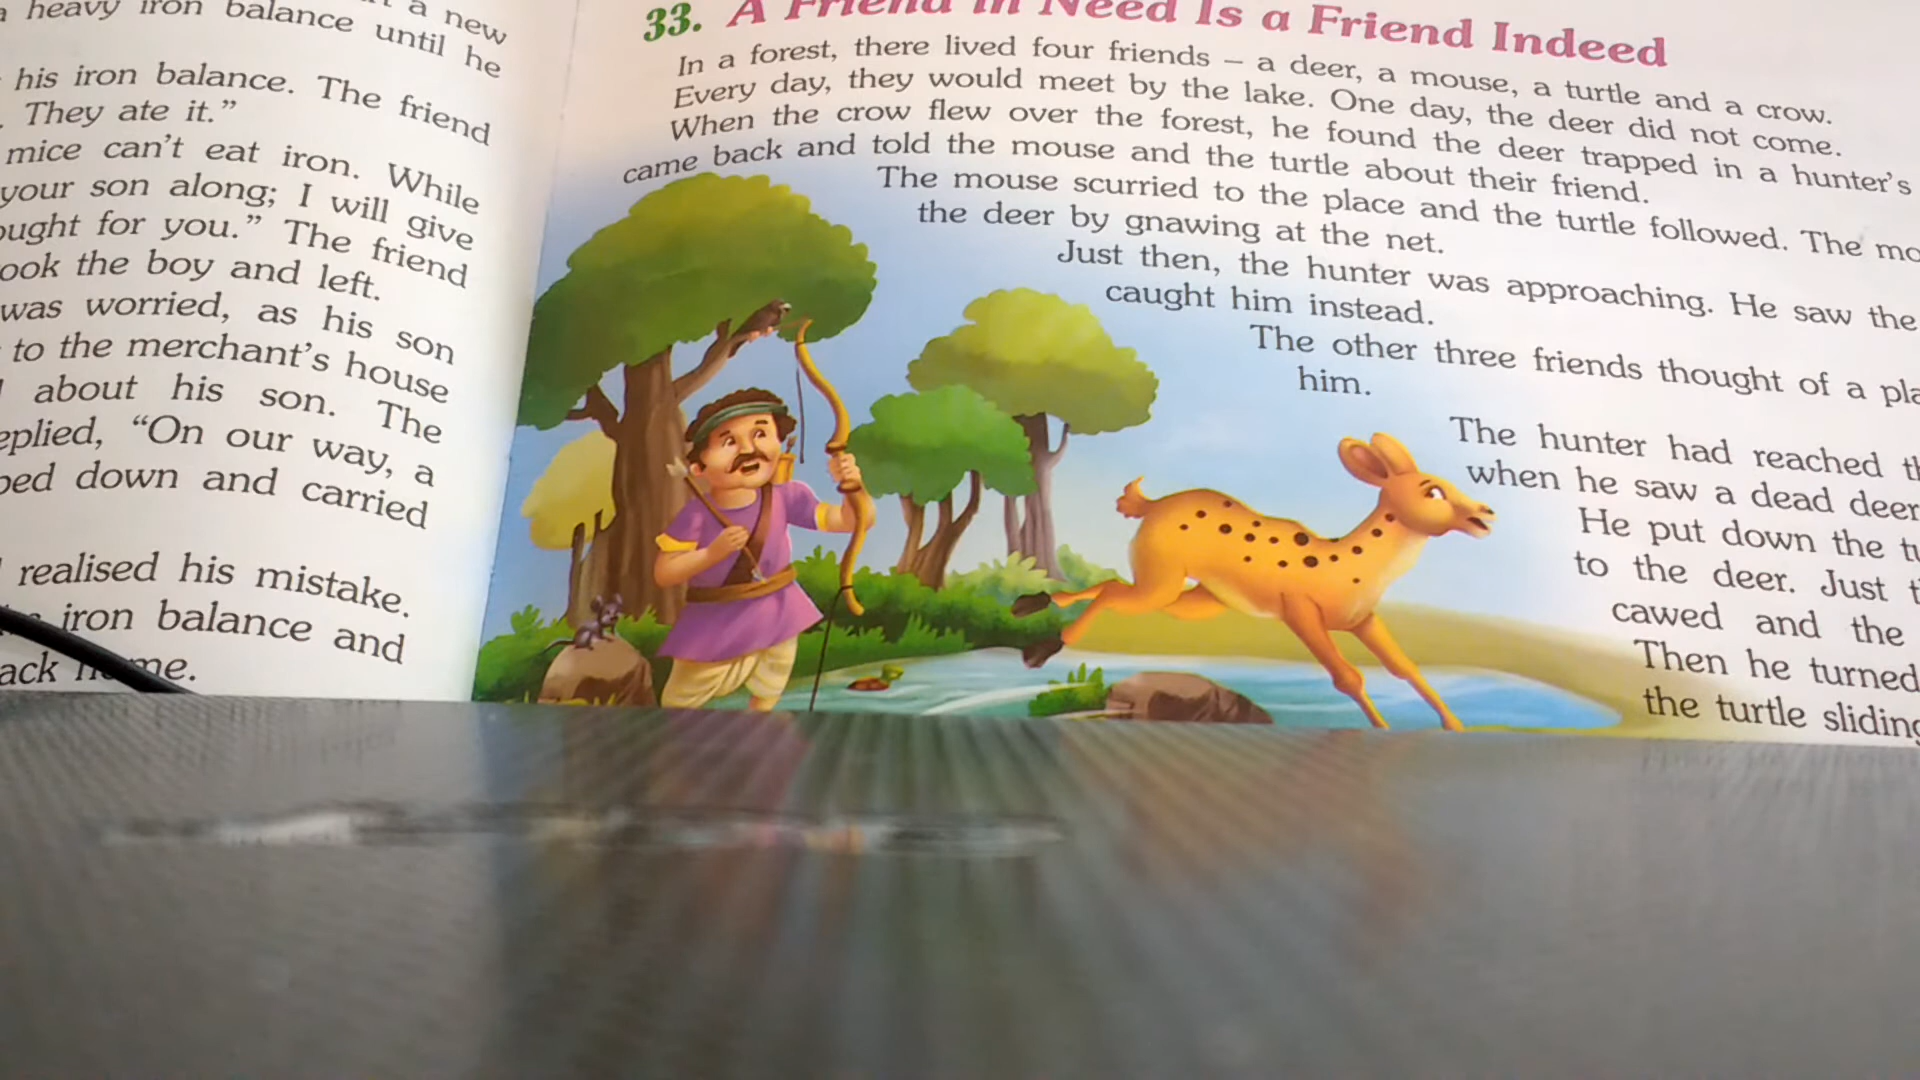 a new
heavy iron balance until he
his iron balance. The friend
They ate it.”
mice can’t eat iron. While
your son along; I will give
for you.” The friend
the boy and left.
was worried, as his son
to the merchant’s house
about his son. The
“On our way, a
down and carried
realised his mistake.
iron balance and
33. A Friend in Need Is a Friend Indeed
In a forest, there lived four friends – a deer, a mouse, a turtle and a crow.
Every day, they would meet by the lake. One day, the deer did not come.
When the crow flew over the forest, he found the deer trapped in a hunter’s
came back and told the mouse and the turtle about their friend.
The mouse scurried to the place and the turtle followed. The
the deer by gnawing at the net.
Just then, the hunter was approaching. He saw the
caught him instead.
The other three friends thought of a
him.
The hunter had reached
when he saw a dead deer
He put down the
to the deer. Just
cawed and the
Then he turned
the turtle sliding